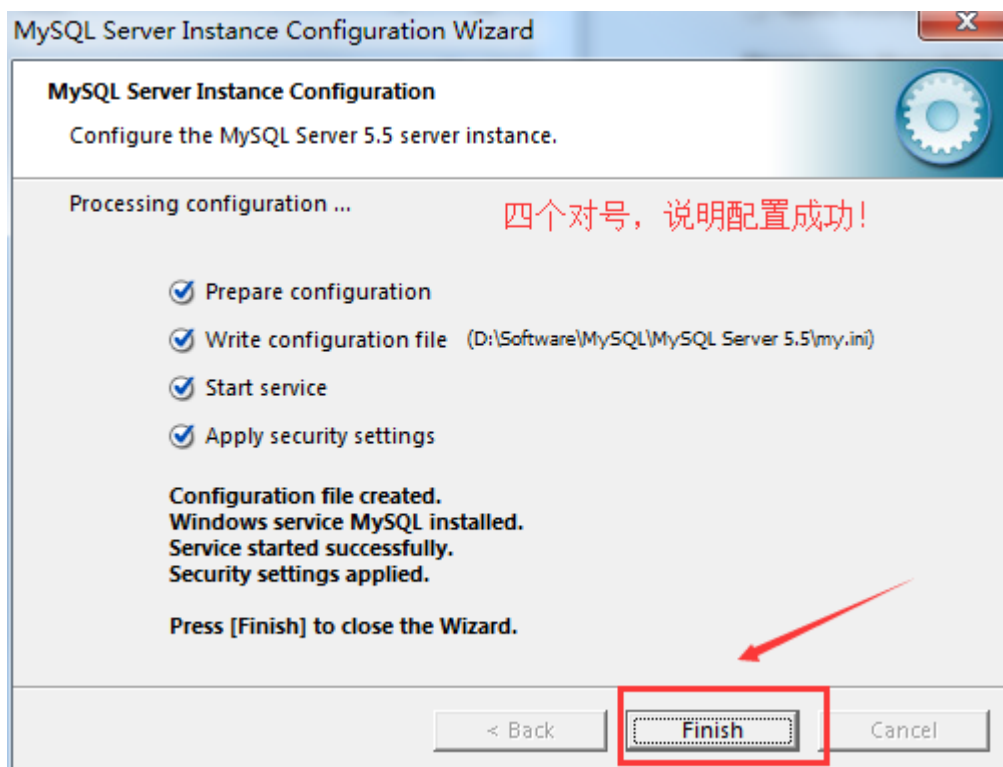 MySQL Server Instance Configuration Wizard
MySQL Server Instance Configuration
Configure the MySQL Server 5.5 server instance.
Processing configuration ...
四个对号，说明配置成功！
Prepare configuration
Write configuration file (D:\Software\MySQL\MySQL Server 5.5\my.ini)
Start service
Apply security settings
Configuration file created.
Windows service MySQL installed.
Service started successfully.
Security settings applied.
Press [Finish] to close the Wizard.
< Back
Finish
Cancel